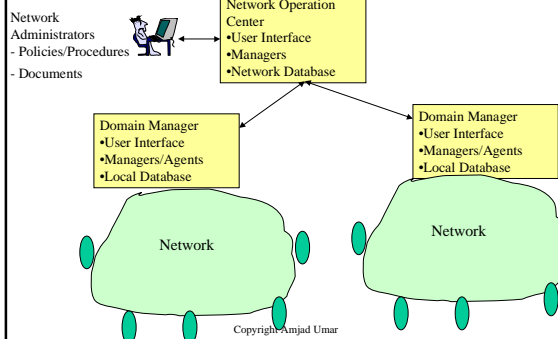 Network
Administrators
- Policies/Procedures
- Documents
Network Operation
Center
•User Interface
•Managers
•Network Database
Domain Manager
•User Interface
•Managers/Agents
•Local Database
Domain Manager
•User Interface
•Managers/Agents
•Local Database
Network
Network
Copyright Amjad Umar